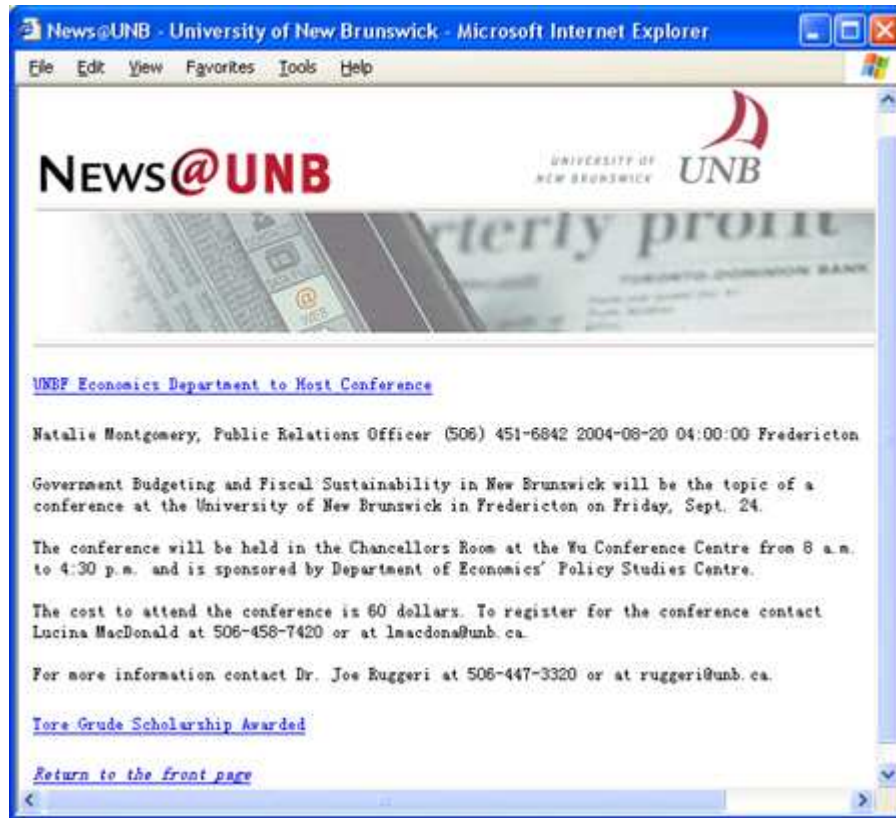 News@UNB - University of New Brunswick - Microsoft Internet Explorer
File Edit View Favorites Tools Help
NEWS@UNB
UNIVERSITY OF
NEW BRUNSWICK
UNB
rterly profit
TORONTO-DOMINION BANK
@
WEB
UNBF Economics Department to Host Conference
Natalie Montgomery, Public Relations Officer (506) 451-6842 2004-08-20 04:00:00 Fredericton
Government Budgeting and Fiscal Sustainability in New Brunswick will be the topic of a
conference at the University of New Brunswick in Fredericton on Friday, Sept. 24.
The conference will be held in the Chancellors Room at the Wu Conference Centre from 8 a.m.
to 4:30 p.m. and is sponsored by Department of Economics' Policy Studies Centre.
The cost to attend the conference is 60 dollars. To register for the conference contact
Lucina MacDonald at 506-458-7420 or at lmacdona@unb.ca.
For more information contact Dr. Joe Ruggeri at 506-447-3320 or at ruggeri@unb.ca.
Tore Grude Scholarship Awarded
Return to the front page